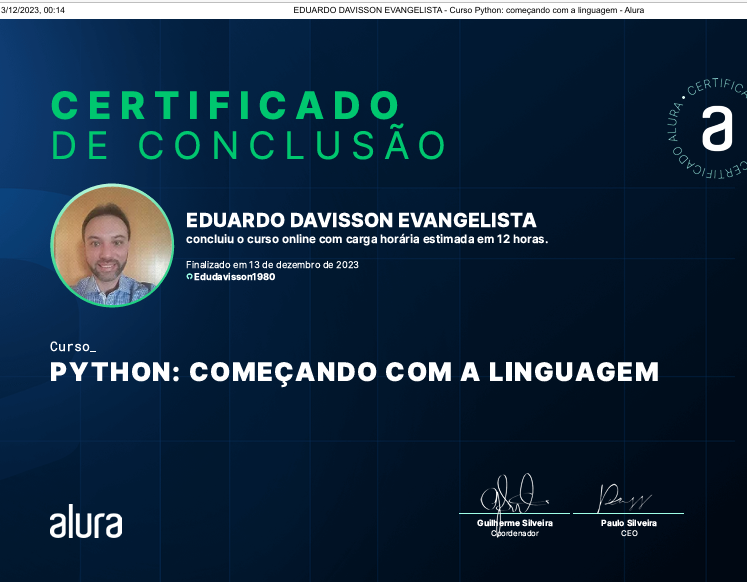 3/12/2023, 00:14 EDUARDO DAVISSON EVANGELISTA - Curso Python: começando com a linguagem - Alura
CERTIFICADO
DE CONCLUSÃO
ALURA • CERTIFICA
CERTIFICADO
a
EDUARDO DAVISSON EVANGELISTA
concluiu o curso online com carga horária estimada em 12 horas.
Finalizado em 13 de dezembro de 2023
Edudavisson1980
Curso_
PYTHON: COMEÇANDO COM A LINGUAGEM
alura
Guilherme Silveira
Coordenador
Paulo Silveira
CEO